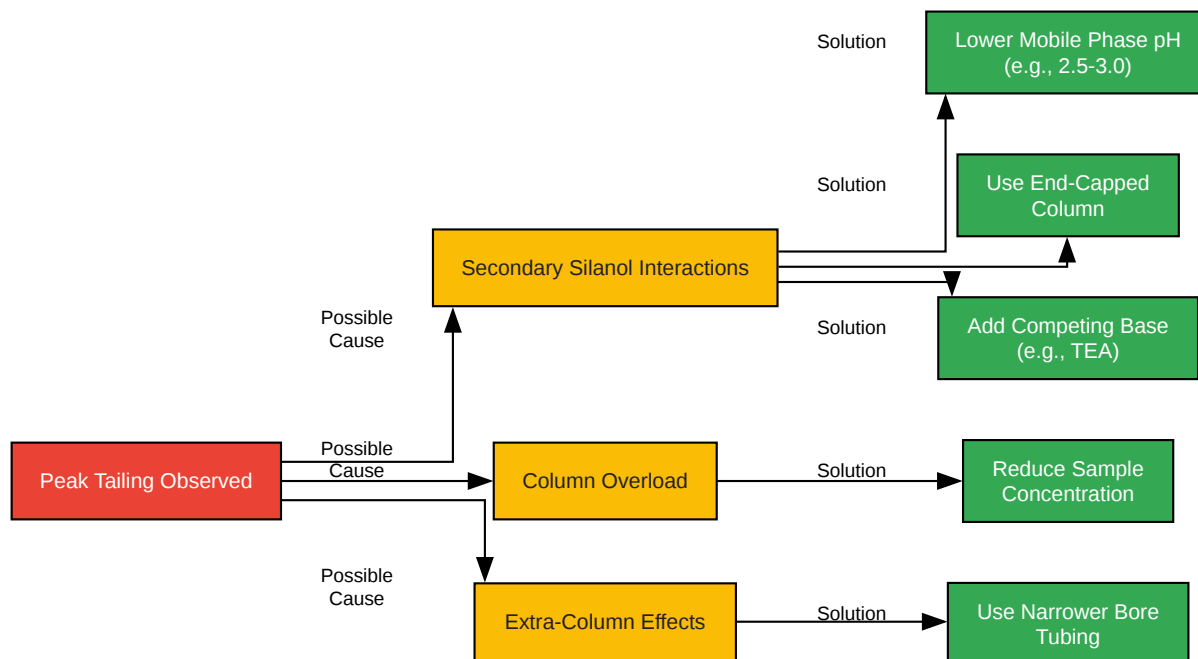 Solution
Lower Mobile Phase pH
(e.g., 2.5-3.0)
Solution
Use End-Capped
Column
Secondary Silanol Interactions
Possible
Cause
Solution
Add Competing Base
(e.g., TEA)
Peak Tailing Observed
Possible
Cause
Column Overload
Solution
Reduce Sample
Concentration
Possible
Cause
Extra-Column Effects
Solution
Use Narrower Bore
Tubing